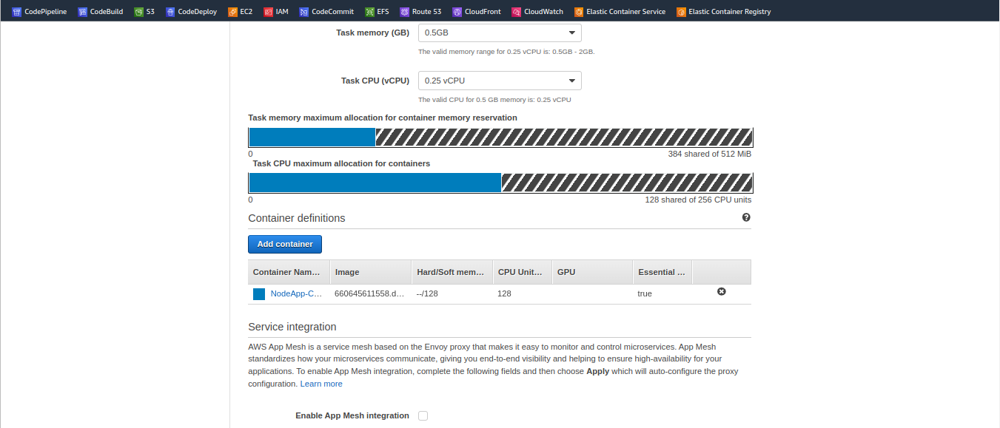 CodePipeline CodeBuild S3 CodeDeploy EC2 IAM CodeCommit EFS Route 53 CloudFront CloudWatch Elastic Container Service Elastic Container Registry
Task memory (GB) 0.5GB
The valid memory range for 0.25 vCPU is: 0.5GB - 2GB.
Task CPU (vCPU) 0.25 vCPU
The valid CPU for 0.5 GB memory is: 0.25 vCPU
Task memory maximum allocation for container memory reservation
0 384 shared of 512 MiB
Task CPU maximum allocation for containers
0 128 shared of 256 CPU units
Container definitions
Add container
Container Nam... Image Hard/Soft mem... CPU Unit... GPU Essential ...
NodeApp-C... 660645611558.d... --/128 128 true
Service integration
AWS App Mesh is a service mesh based on the Envoy proxy that makes it easy to monitor and control microservices. App Mesh
standardizes how your microservices communicate, giving you end-to-end visibility and helping to ensure high-availability for your
applications. To enable App Mesh integration, complete the following fields and then choose Apply which will auto-configure the proxy
configuration. Learn more
Enable App Mesh integration